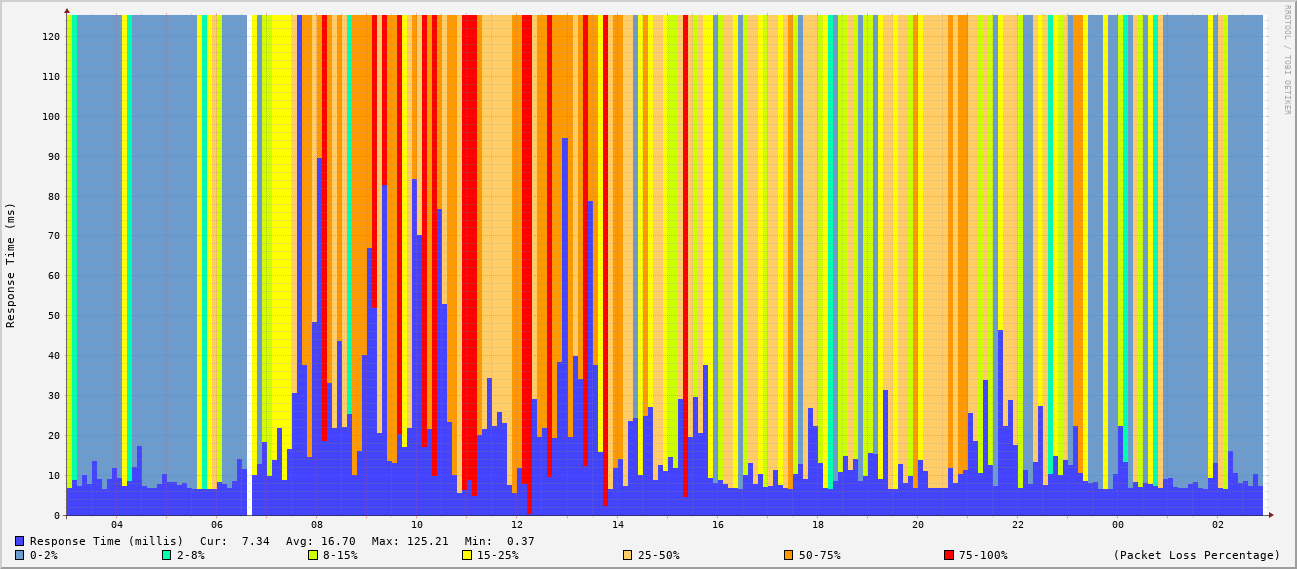 RRDTOOL / TOBI OETIKER
Response Time (ms)
120
110
100
90
80
70
60
50
40
30
20
10
0
04 06 08 10 12 14 16 18 20 22 00 02
Response Time (millis) Cur: 7.34 Avg: 16.70 Max: 125.21 Min: 0.37
0-2% 2-8% 8-15% 15-25% 25-50% 50-75% 75-100% (Packet Loss Percentage)